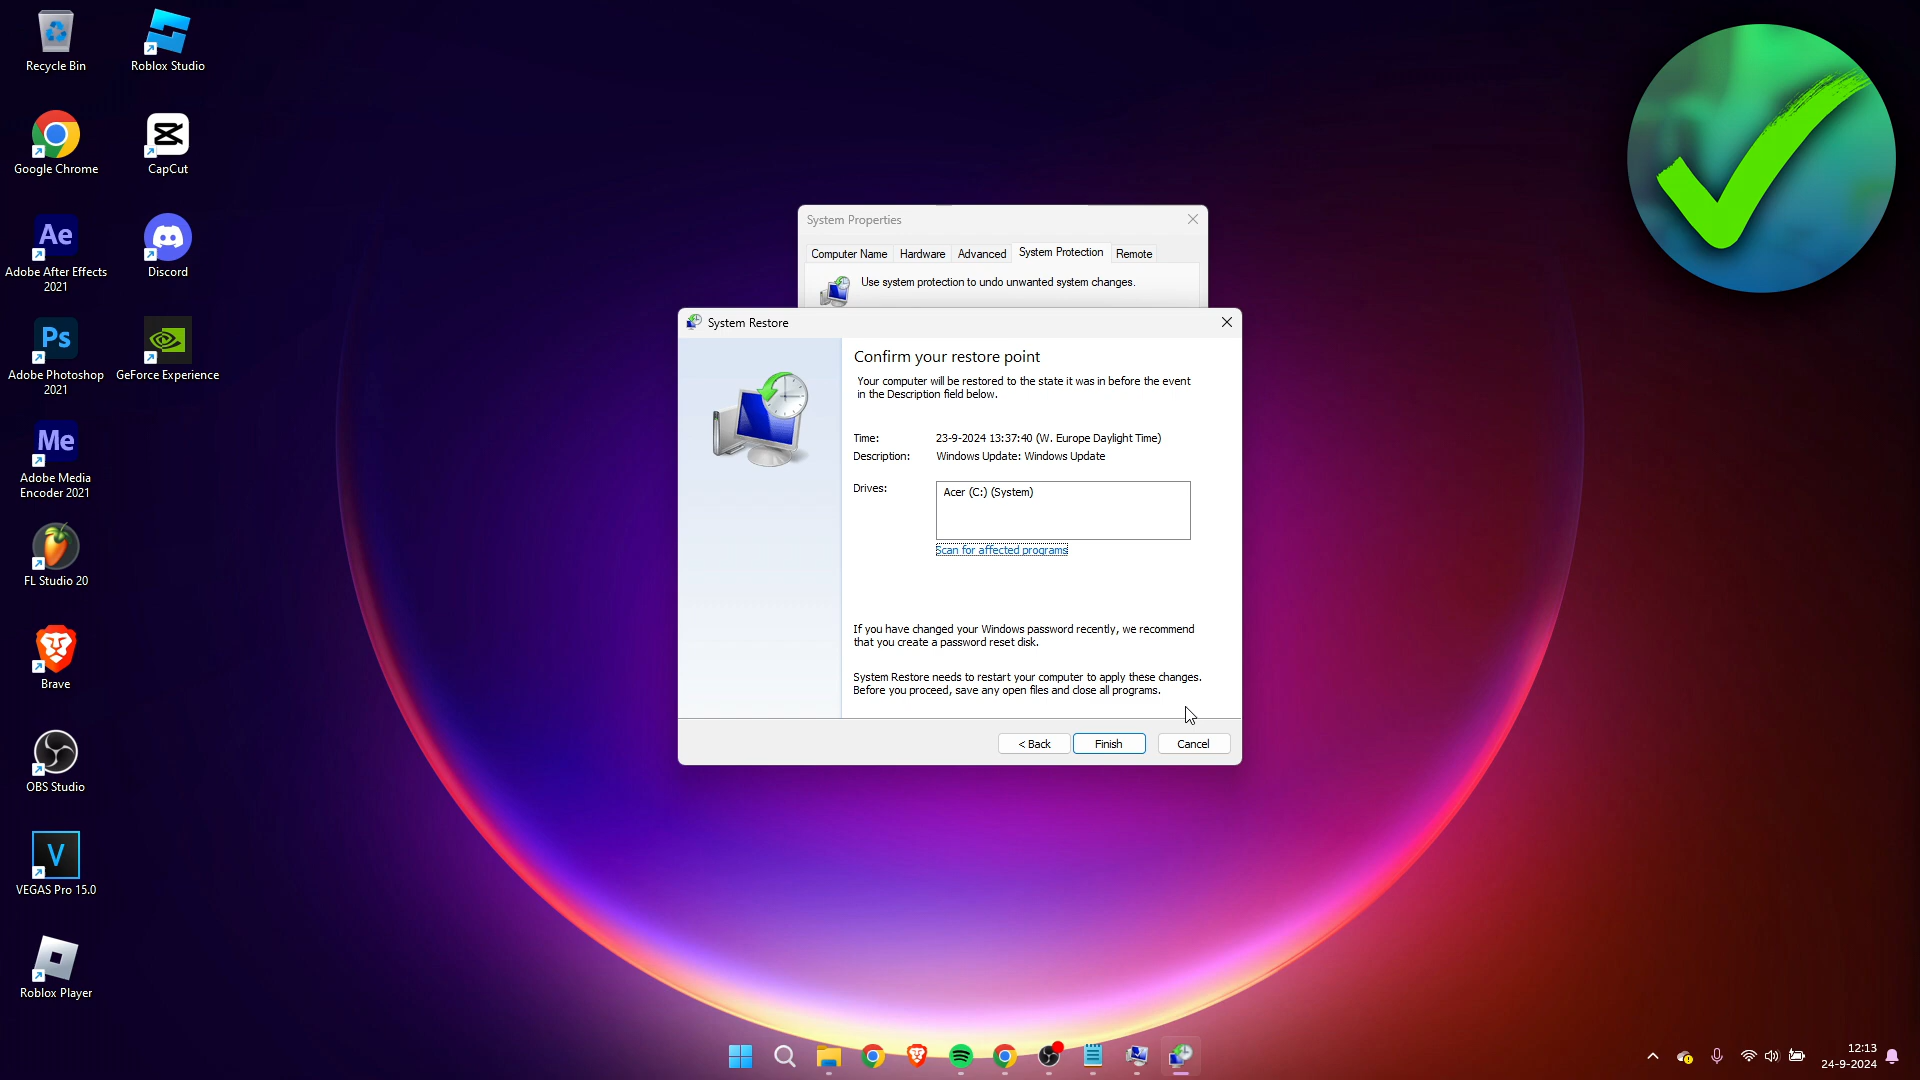 Recycle Bin
Roblox Studio
Google Chrome
CapCut
Ae
Adobe After Effects
2021
Discord
Ps
Adobe Photoshop
2021
GeForce Experience
Me
Adobe Media
Encoder 2021
FL Studio 20
Brave
OBS Studio
V
VEGAS Pro 15.0
Roblox Player
System Properties
Computer Name
Hardware
Advanced
System Protection
Remote
Use system protection to undo unwanted system changes.
System Restore
Confirm your restore point
Your computer will be restored to the state it was in before the event
in the Description field below.
Time: 23-9-2024 13:37:40 (W. Europe Daylight Time)
Description: Windows Update: Windows Update
Drives: Acer (C:) (System)
Scan for affected programs
If you have changed your Windows password recently, we recommend
that you create a password reset disk.
System Restore needs to restart your computer to apply these changes.
Before you proceed, save any open files and close all programs.
< Back
Finish
Cancel
12:13
24-9-2024